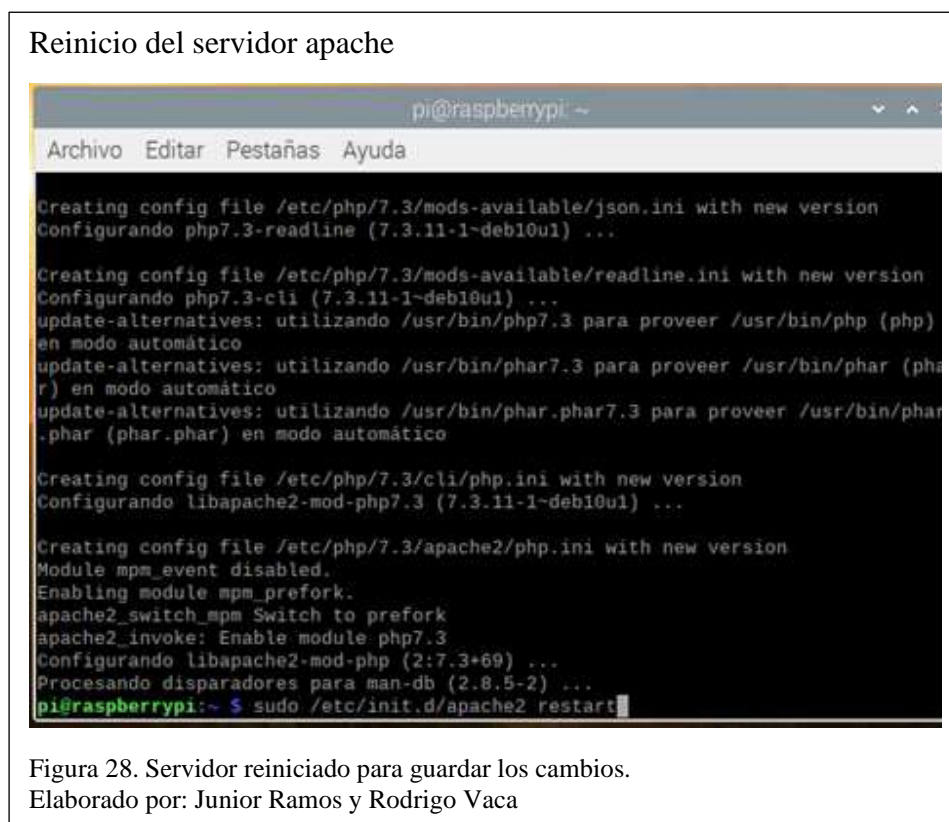 Reinicio del servidor apache
pi@raspberrypi: ~
Archivo Editar Pestañas Ayuda
Creating config file /etc/php/7.3/mods-available/json.ini with new version
Configurando php7.3-readline (7.3.11-1~deb10u1) ...
Creating config file /etc/php/7.3/mods-available/readline.ini with new version
Configurando php7.3-cli (7.3.11-1~deb10u1) ...
update-alternatives: utilizando /usr/bin/php7.3 para proveer /usr/bin/php (php)
en modo automático
update-alternatives: utilizando /usr/bin/phar7.3 para proveer /usr/bin/phar (pha
r) en modo automático
update-alternatives: utilizando /usr/bin/phar.phar7.3 para proveer /usr/bin/phar
.phar (phar.phar) en modo automático
Creating config file /etc/php/7.3/cli/php.ini with new version
Configurando libapache2-mod-php7.3 (7.3.11-1~deb10u1) ...
Creating config file /etc/php/7.3/apache2/php.ini with new version
Module mpm_event disabled.
Enabling module mpm_prefork.
apache2_switch_mpm Switch to prefork
apache2_invoke: Enable module php7.3
Configurando libapache2-mod-php (2:7.3+69) ...
Procesando disparadores para man-db (2.8.5-2) ...
pi@raspberrypi:~ $ sudo /etc/init.d/apache2 restart
Figura 28. Servidor reiniciado para guardar los cambios.
Elaborado por: Junior Ramos y Rodrigo Vaca